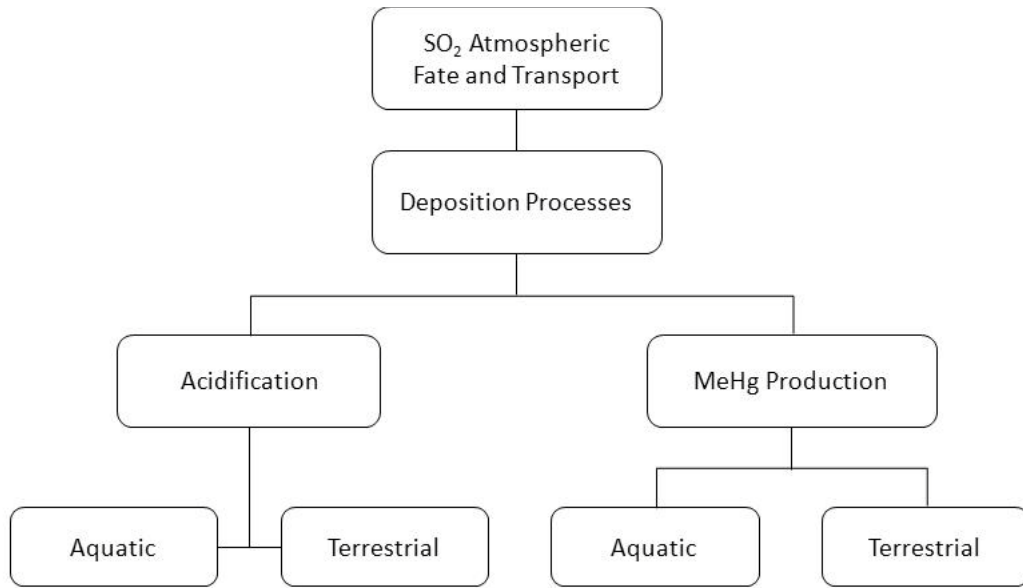 SO₂ Atmospheric
Fate and Transport
Deposition Processes
Acidification
MeHg Production
Aquatic
Terrestrial
Aquatic
Terrestrial